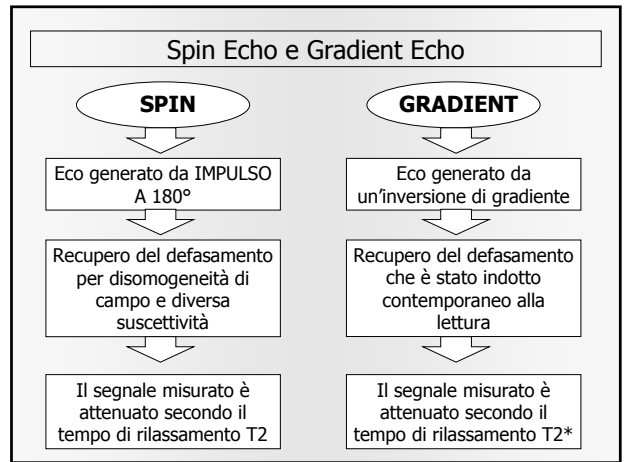 Spin Echo e Gradient Echo
SPIN
Eco generato da IMPULSO
A 180°
Recupero del defasamento
per disomogeneità di
campo e diversa
suscettività
Il segnale misurato è
attenuato secondo il
tempo di rilassamento T2
GRADIENT
Eco generato da
un'inversione di gradiente
Recupero del defasamento
che è stato indotto
contemporaneo alla
lettura
Il segnale misurato è
attenuato secondo il
tempo di rilassamento T2*